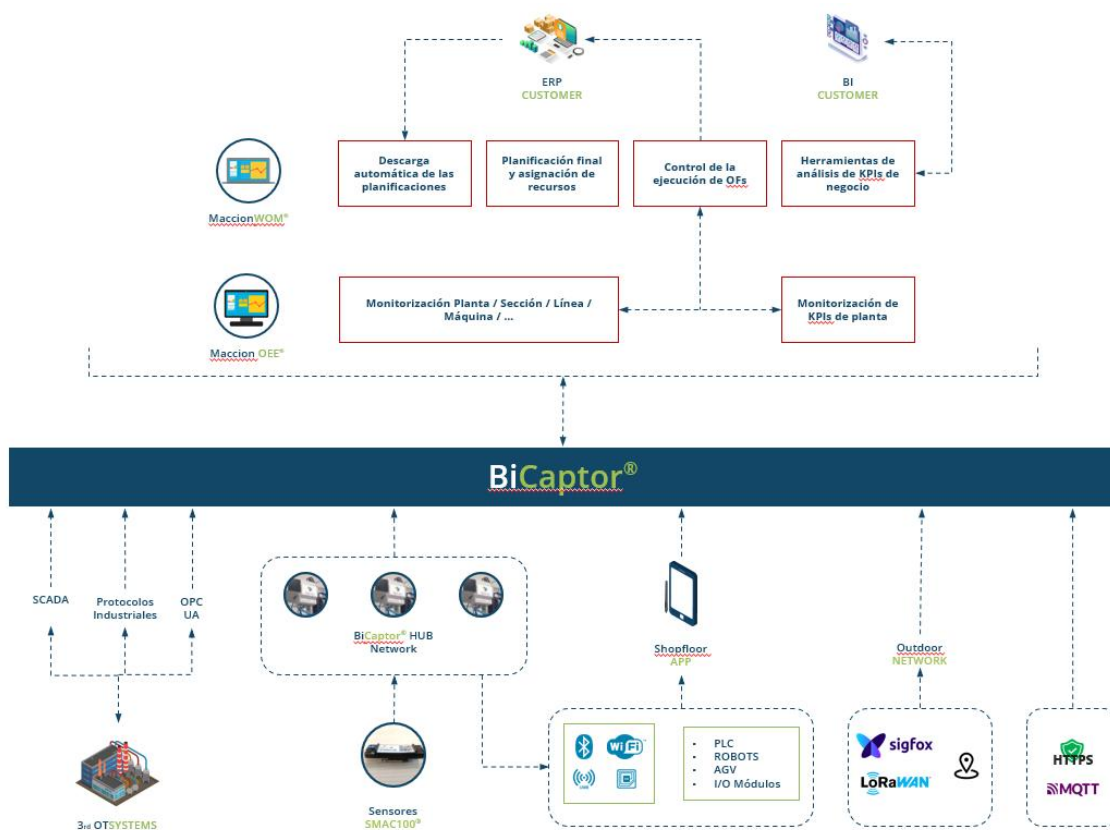 ERP
CUSTOMER
BI
CUSTOMER
Descarga
automática de las
planificaciones
Planificación final
y asignación de
recursos
Control de la
ejecución de OFs
Herramientas de
análisis de KPIs de
negocio
MaccionWOM®
Monitorización Planta / Sección / Línea /
Máquina / ...
Monitorización de
KPIs de planta
Maccion OEE®
BiCaptor®
SCADA
Protocolos
Industriales
OPC
UA
BiCaptor® HUB
Network
Shopfloor
APP
Outdoor
NETWORK
WiFi
• PLC
• ROBOTS
• AGV
• I/O Módulos
sigfox
LoRaWAN
HTTPS
MQTT
3rd OTSYSTEMS
Sensores
SMAC100®